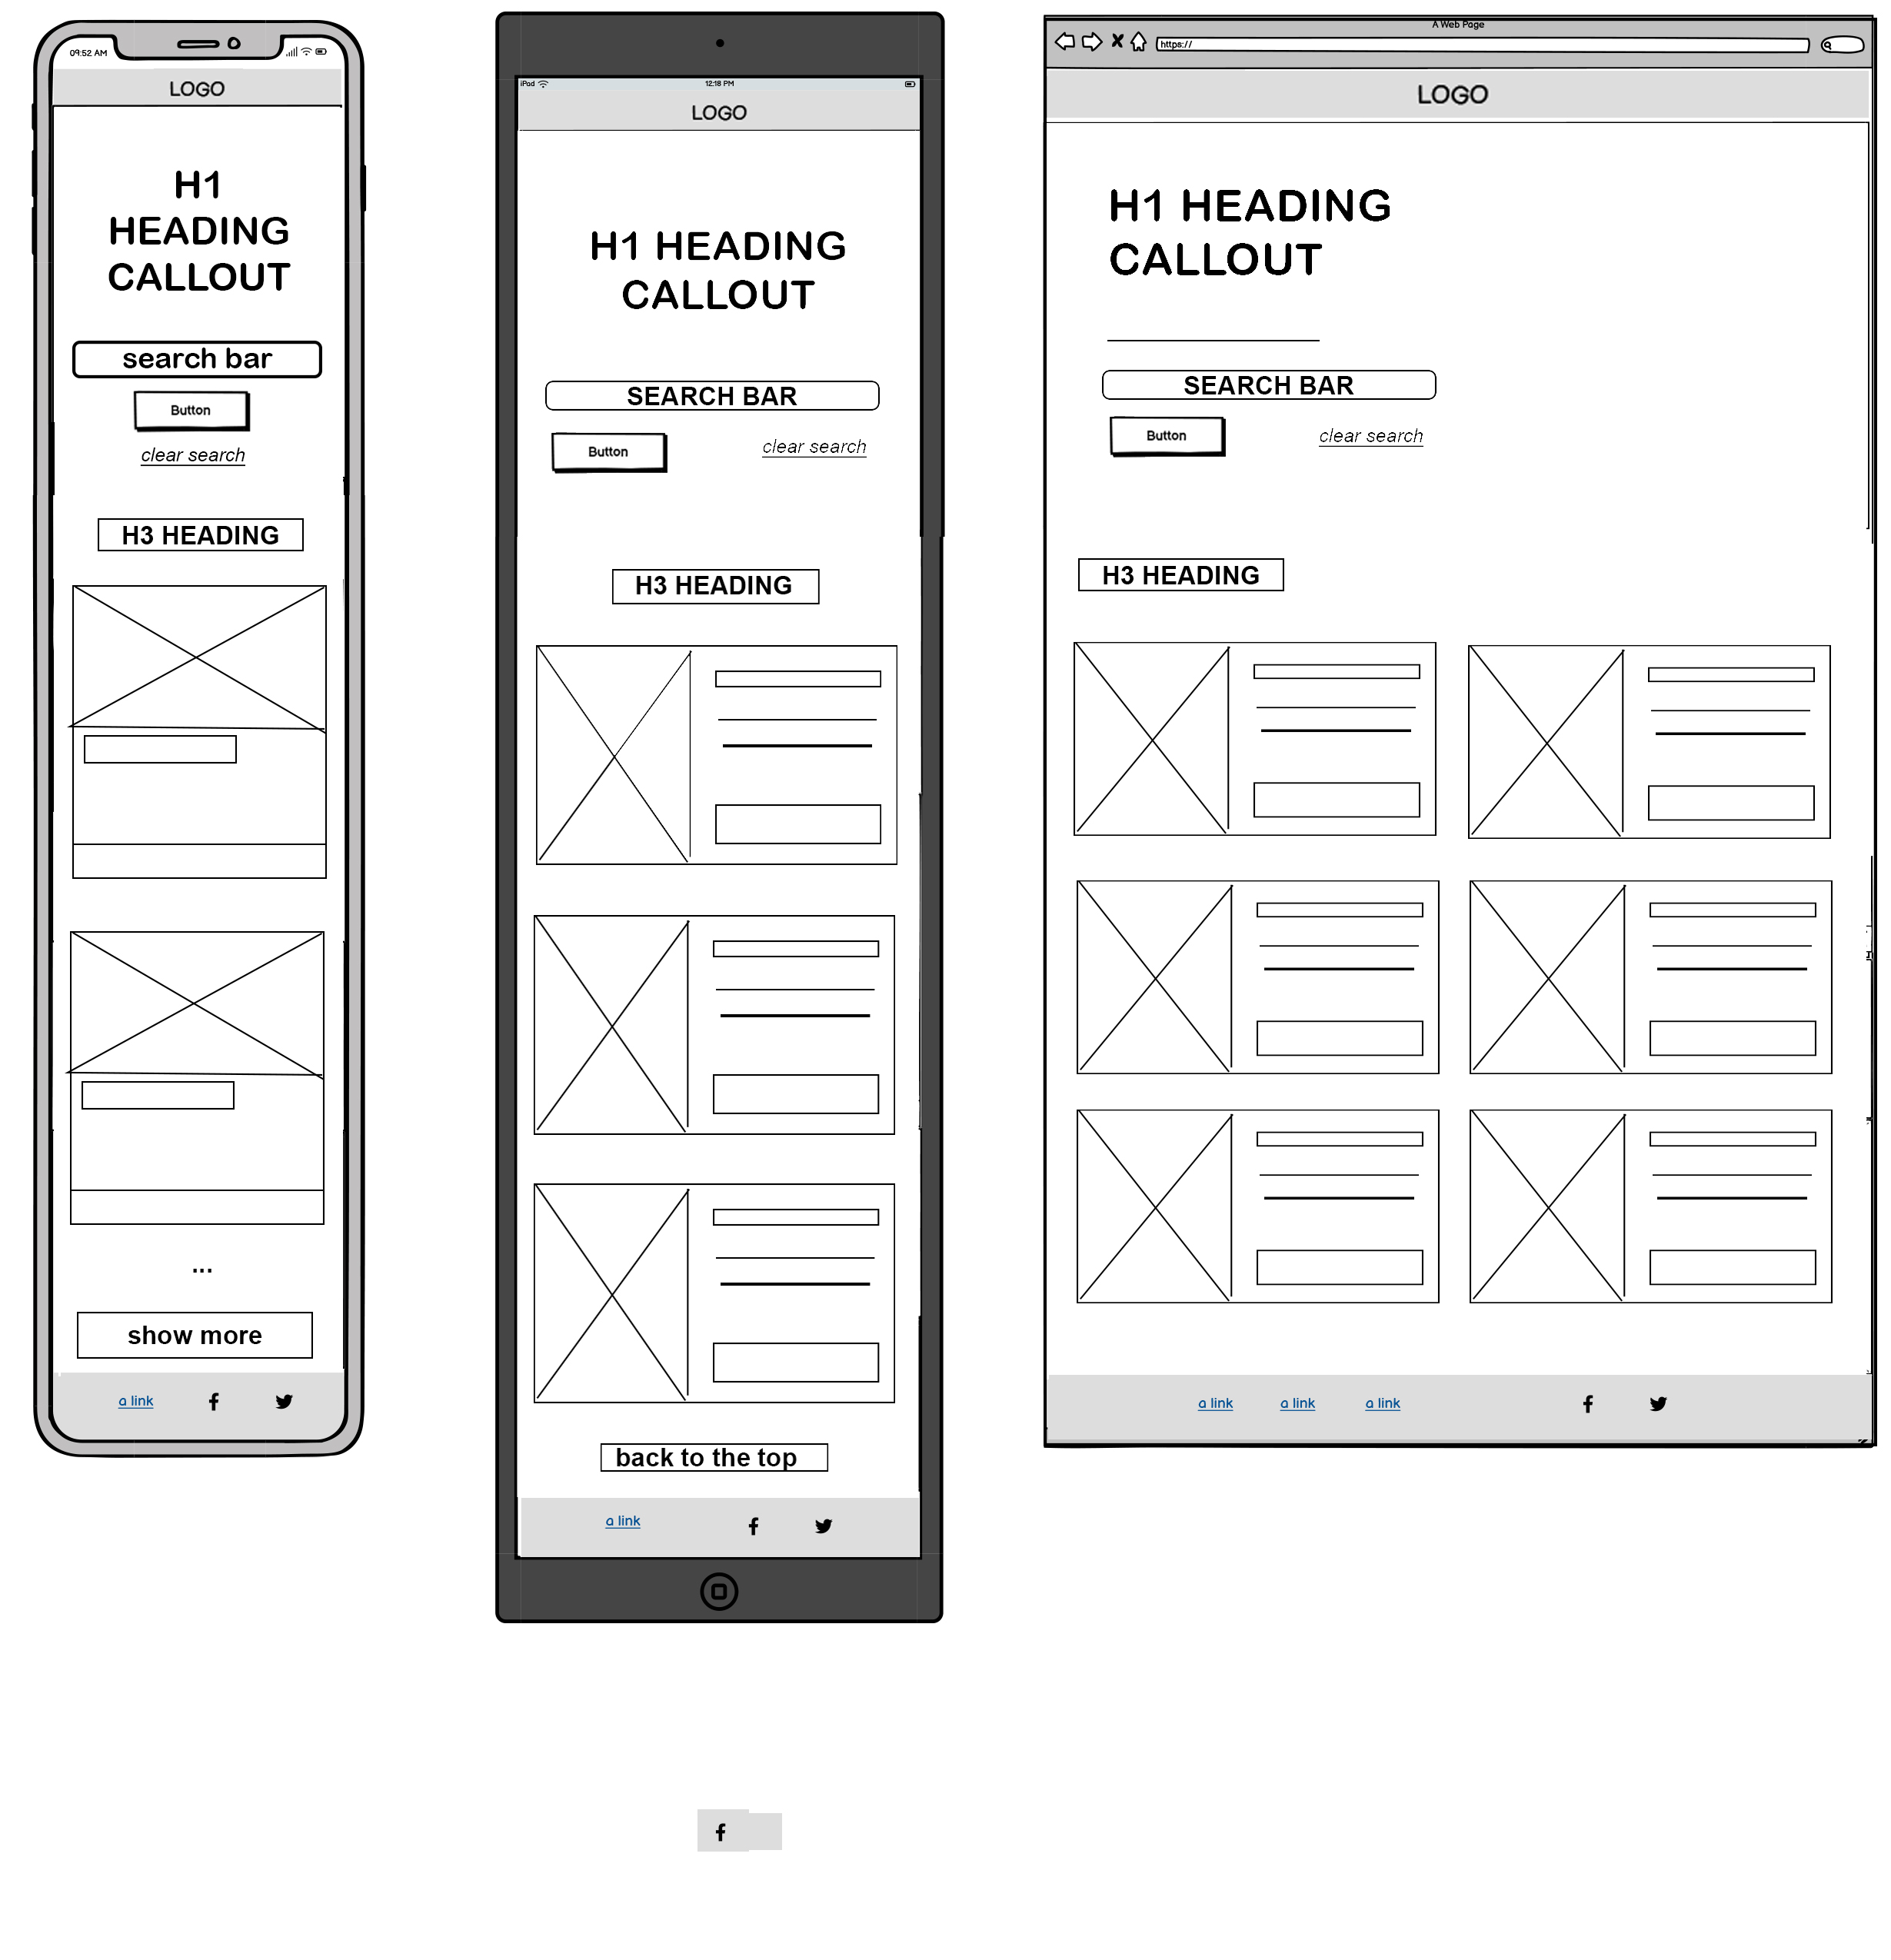 09:52 AM
LOGO
H1
HEADING
CALLOUT
search bar
Button
clear search
H3 HEADING
...
show more
a link
iPad
12:18 PM
LOGO
H1 HEADING
CALLOUT
SEARCH BAR
Button
clear search
H3 HEADING
back to the top
a link
A Web Page
https://
LOGO
H1 HEADING
CALLOUT
SEARCH BAR
Button
clear search
H3 HEADING
a link a link a link